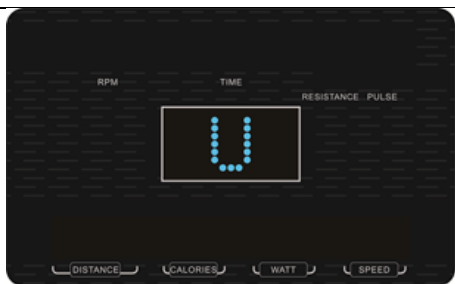 RPM TIME
RESISTANCE PULSE
U
DISTANCE CALORIES WATT SPEED